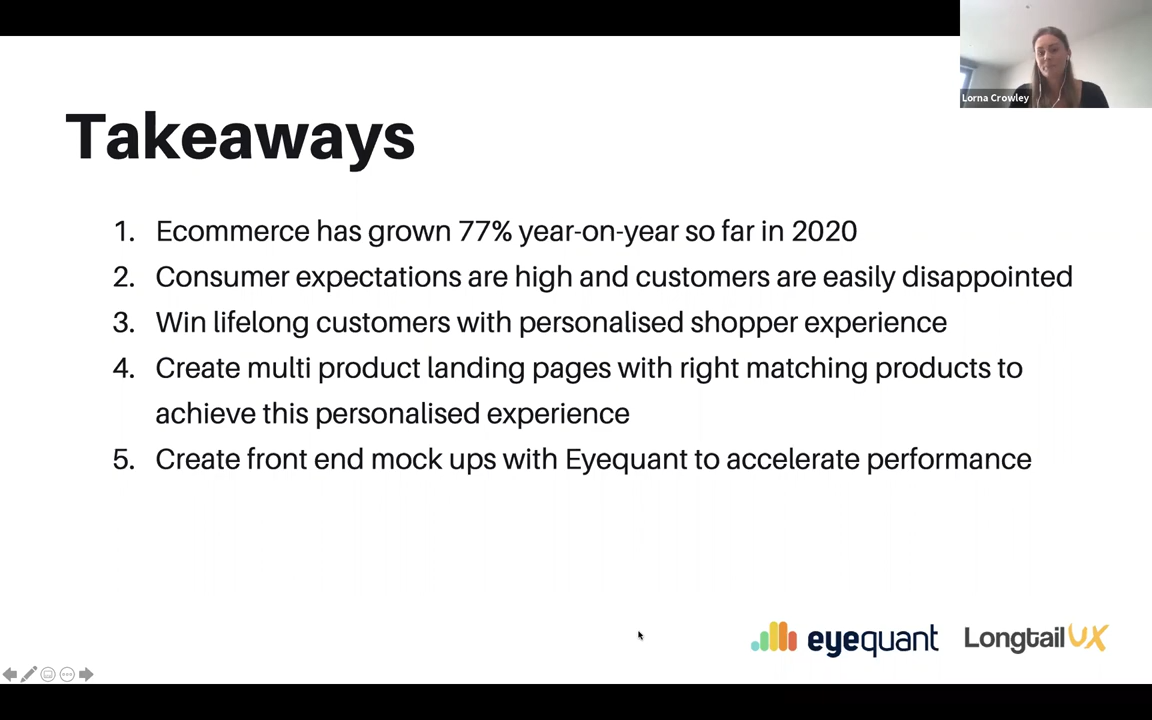 Lorna Crowley
Takeaways
1. Ecommerce has grown 77% year-on-year so far in 2020
2. Consumer expectations are high and customers are easily disappointed
3. Win lifelong customers with personalised shopper experience
4. Create multi product landing pages with right matching products to
achieve this personalised experience
5. Create front end mock ups with Eyequant to accelerate performance
eyequant LongtailUX